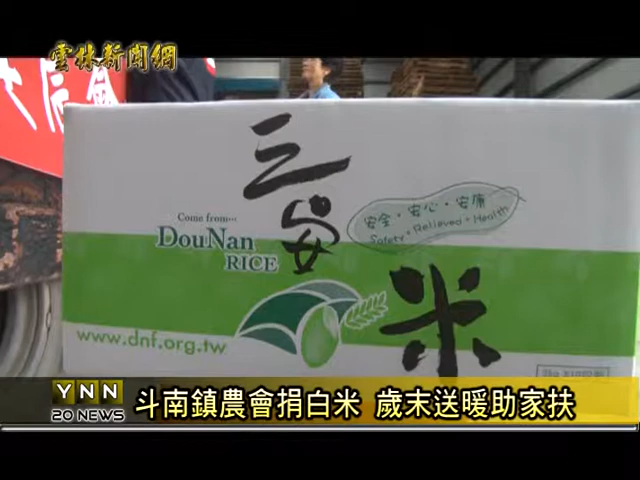 雲林新聞網
三安米
安全・安心・安康
Safety・Relieved・Health
Come from...
DouNan
RICE
www.dnf.org.tw
YNN
20 NEWS
斗南鎮農會捐白米 歲末送暖助家扶